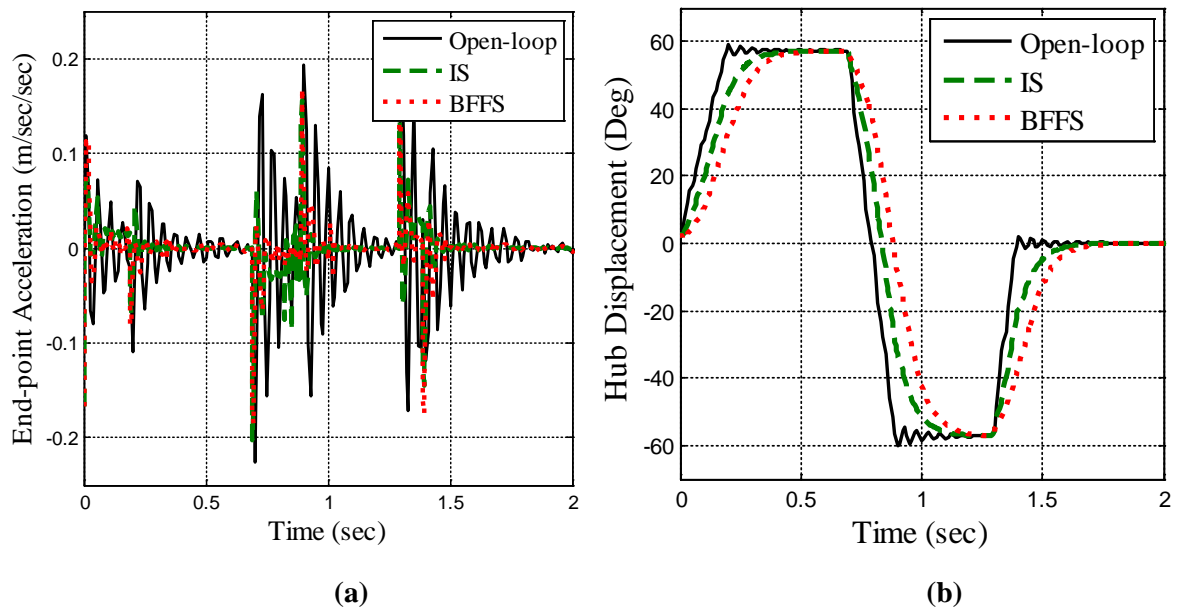 End-point Acceleration (m/sec/sec)
0.2
0.1
0
-0.1
-0.2
Open-loop
IS
BFFS
0 0.5 1 1.5 2
Time (sec)
(a)
Hub Displacement (Deg)
60
40
20
0
-20
-40
-60
Open-loop
IS
BFFS
0 0.5 1 1.5 2
Time (sec)
(b)